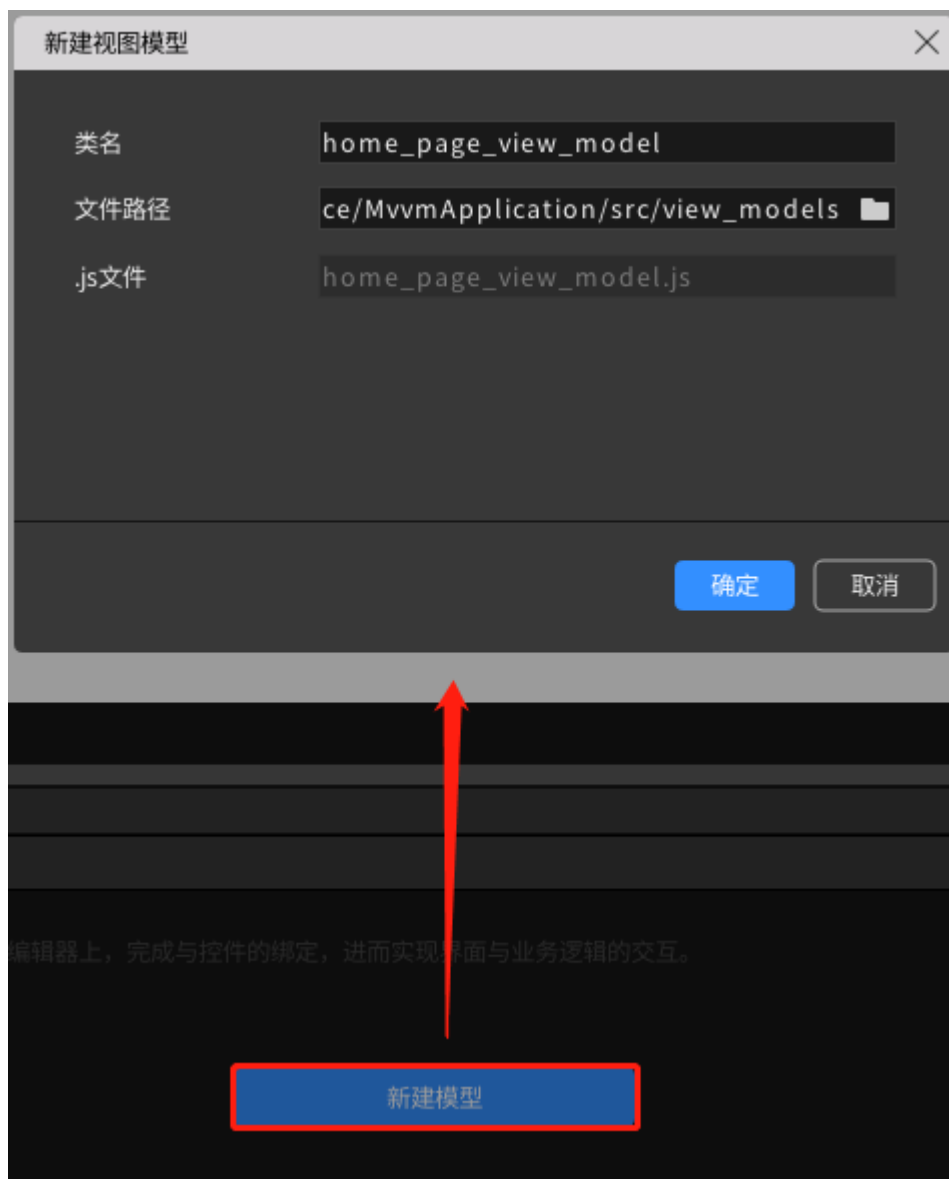 新建视图模型
类名
home_page_view_model
文件路径
ce/MvvmApplication/src/view_models
.js文件
home_page_view_model.js
确定
取消
编辑器上，完成与控件的绑定，进而实现界面与业务逻辑的交互。
新建模型